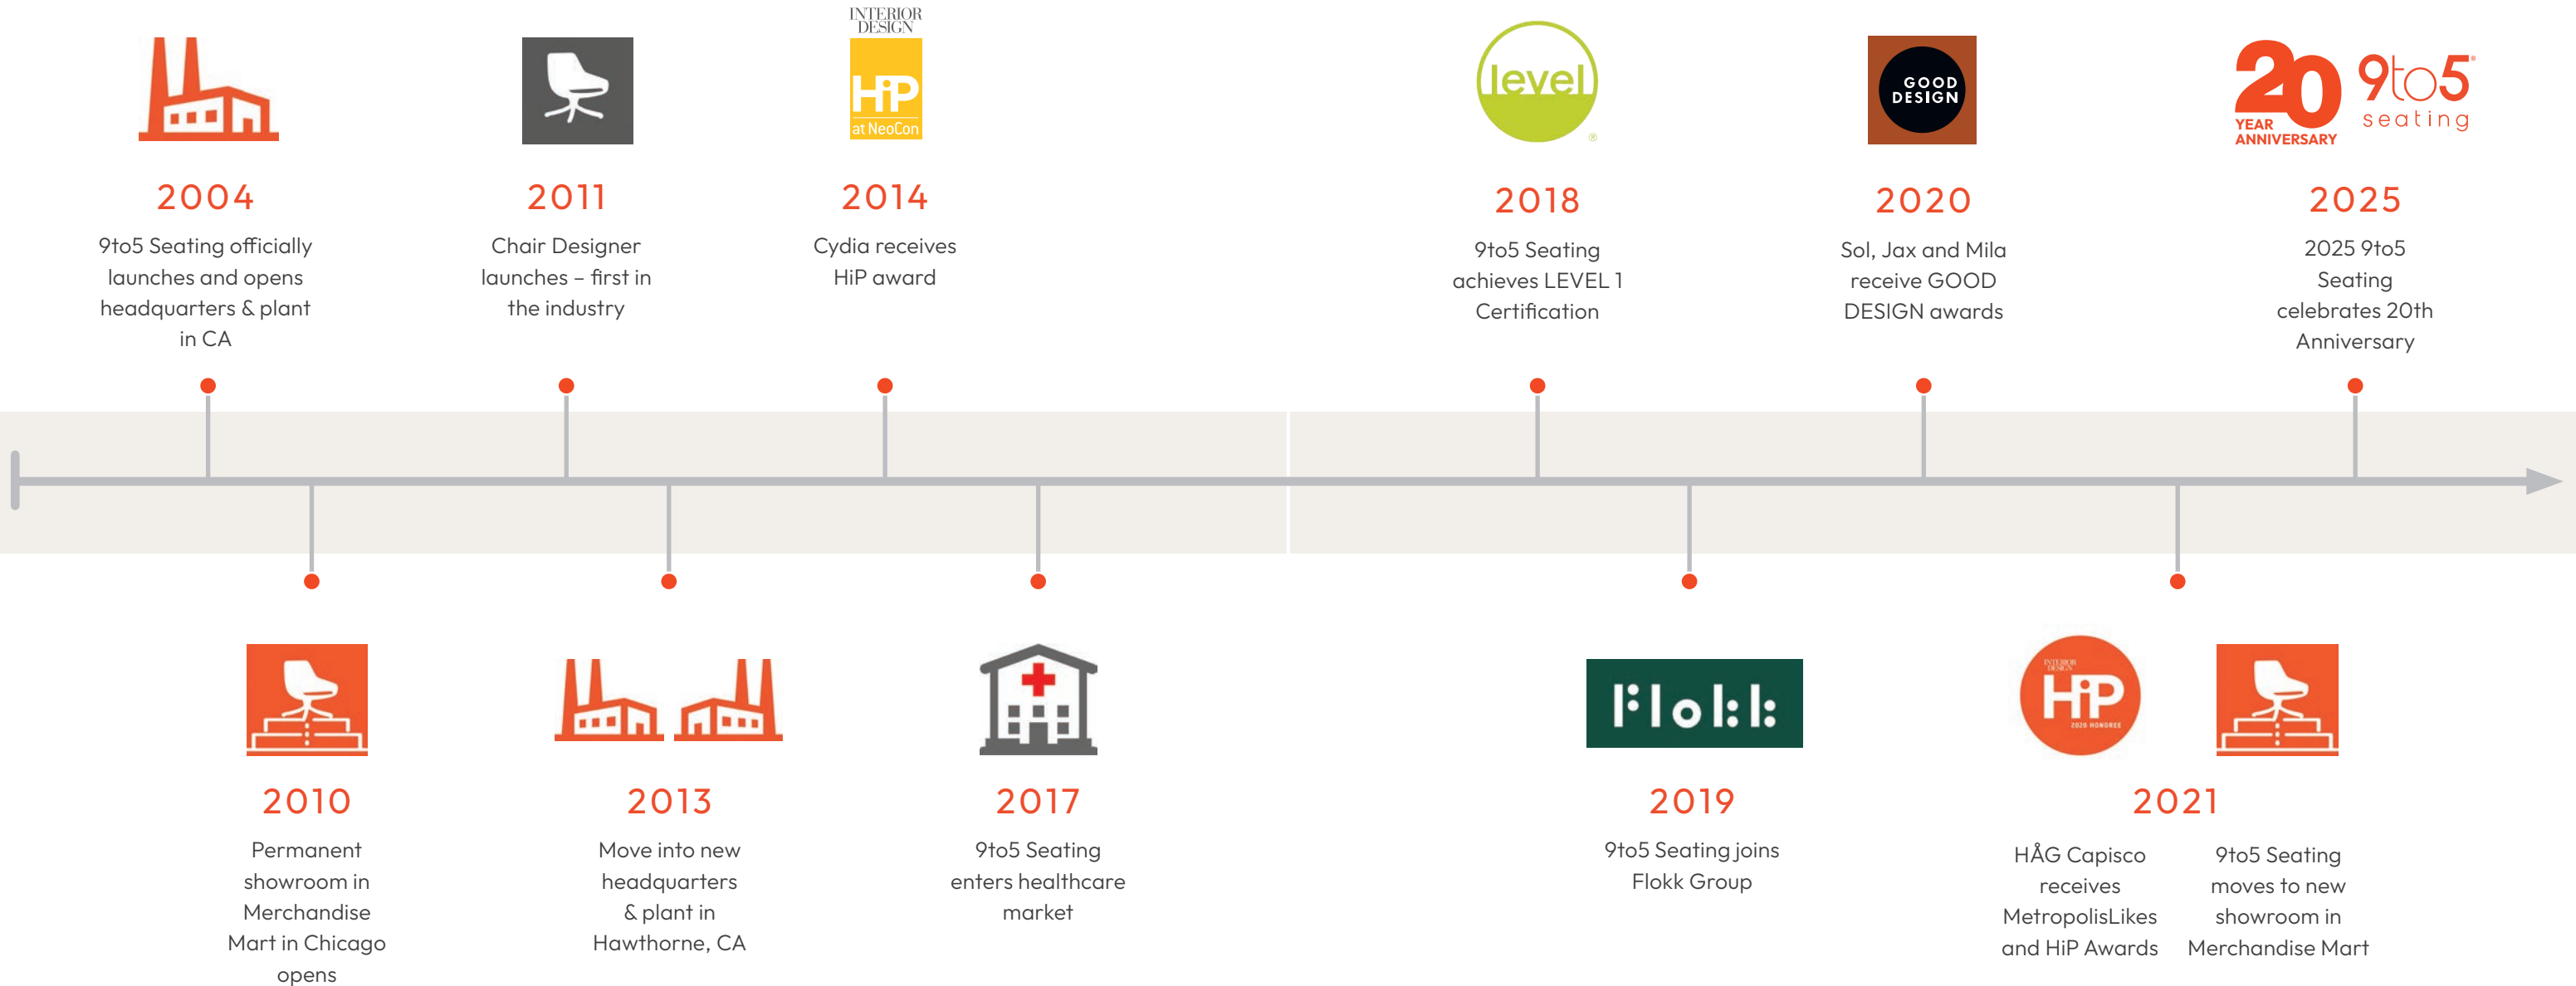 2004
9to5 Seating officially
launches and opens
headquarters & plant
in CA
2010
Permanent
showroom in
Merchandise
Mart in Chicago
opens
2011
Chair Designer
launches – first in
the industry
2013
Move into new
headquarters
& plant in
Hawthorne, CA
INTERIOR
DESIGN
HiP
at NeoCon
2014
Cydia receives
HiP award
2017
9to5 Seating
enters healthcare
market
level
®
2018
9to5 Seating
achieves LEVEL 1
Certification
Flokk
2019
9to5 Seating joins
Flokk Group
GOOD
DESIGN
2020
Sol, Jax and Mila
receive GOOD
DESIGN awards
INTERIOR
DESIGN
HiP
2020 HONOREE
2021
HÅG Capisco
receives
MetropolisLikes
and HiP Awards
9to5 Seating
moves to new
showroom in
Merchandise Mart
20
YEAR
ANNIVERSARY
9to5®
seating
2025
2025 9to5
Seating
celebrates 20th
Anniversary